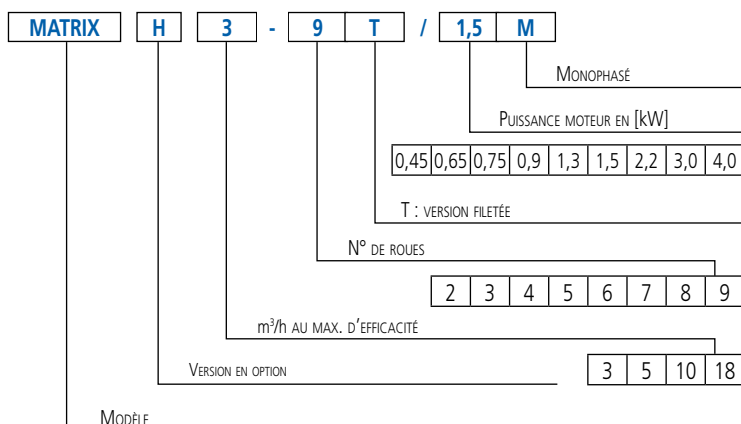 MATRIX H 3 - 9 T / 1,5 M
Monophasé
Puissance moteur en [kW]
0,45 0,65 0,75 0,9 1,3 1,5 2,2 3,0 4,0
T : version filetée
N° de roues
2 3 4 5 6 7 8 9
m³/h au max. d'efficacité
3 5 10 18
Version en option
Modèle